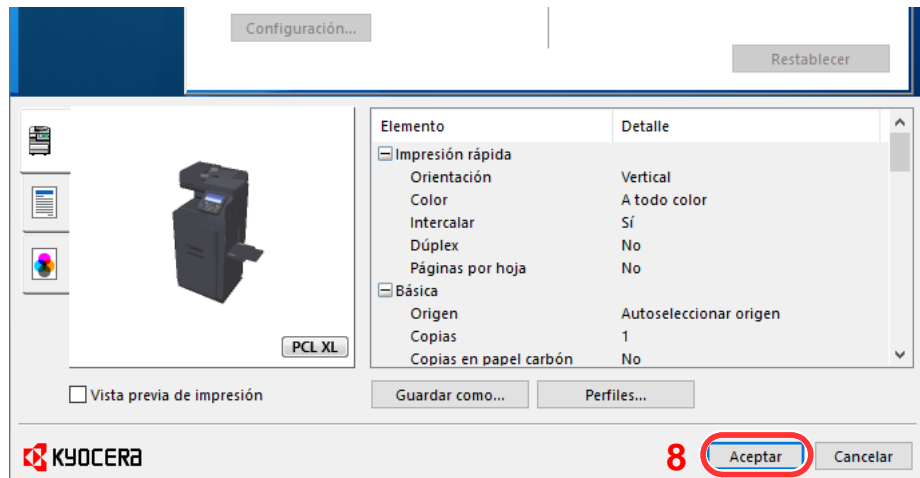 Configuración...
Restablecer
Elemento Detalle
Impresión rápida
Orientación Vertical
Color A todo color
Intercalar Sí
Dúplex No
Páginas por hoja No
Básica
Origen Autoseleccionar origen
Copias 1
Copias en papel carbón No
PCL XL
Vista previa de impresión Guardar como... Perfiles...
KYOCERA 8 Aceptar Cancelar